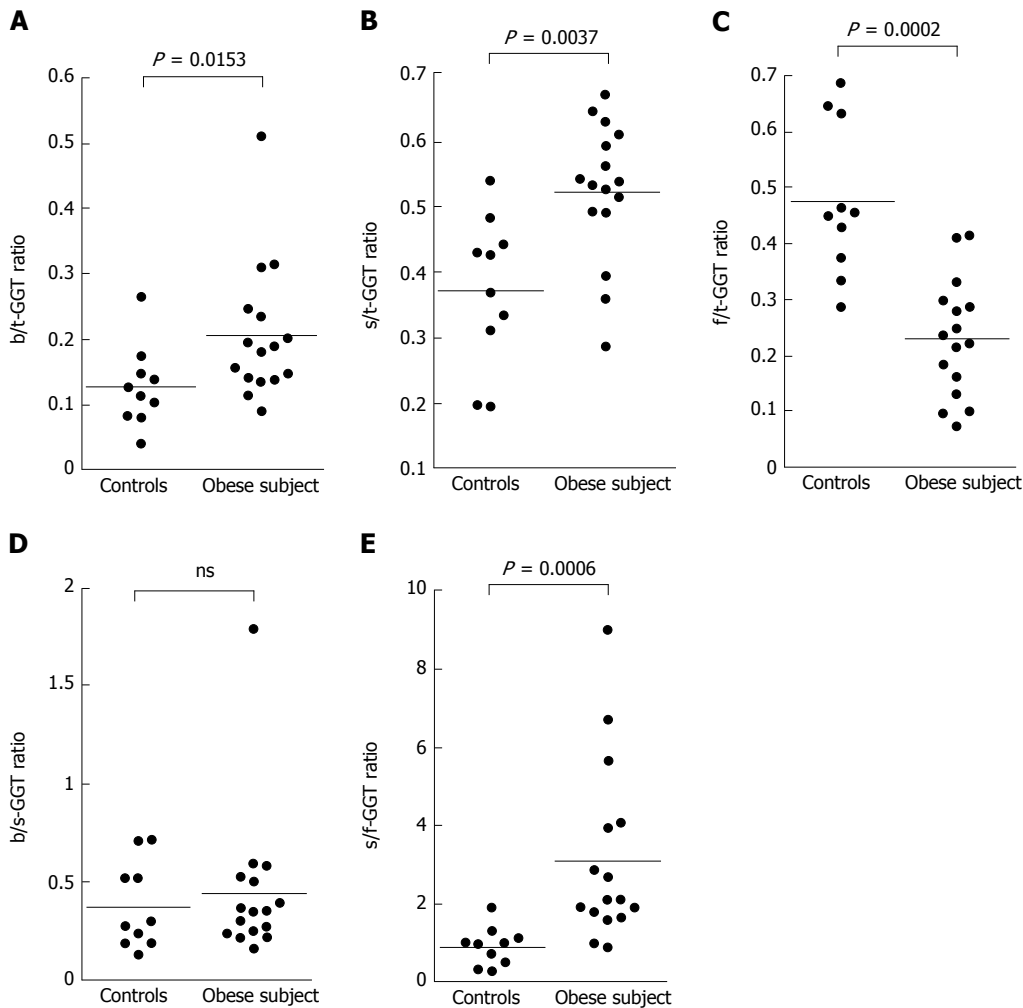 A
P = 0.0153
0.6
0.5
0.4
0.3
0.2
0.1
0
b/t-GGT ratio
Controls
Obese subject
B
P = 0.0037
0.7
0.6
0.5
0.4
0.3
0.2
0.1
s/t-GGT ratio
Controls
Obese subject
C
P = 0.0002
0.7
0.6
0.5
0.4
0.3
0.2
0.1
0
f/t-GGT ratio
Controls
Obese subject
D
ns
2
1.5
1
0.5
0
b/s-GGT ratio
Controls
Obese subject
E
P = 0.0006
10
8
6
4
2
0
s/f-GGT ratio
Controls
Obese subject